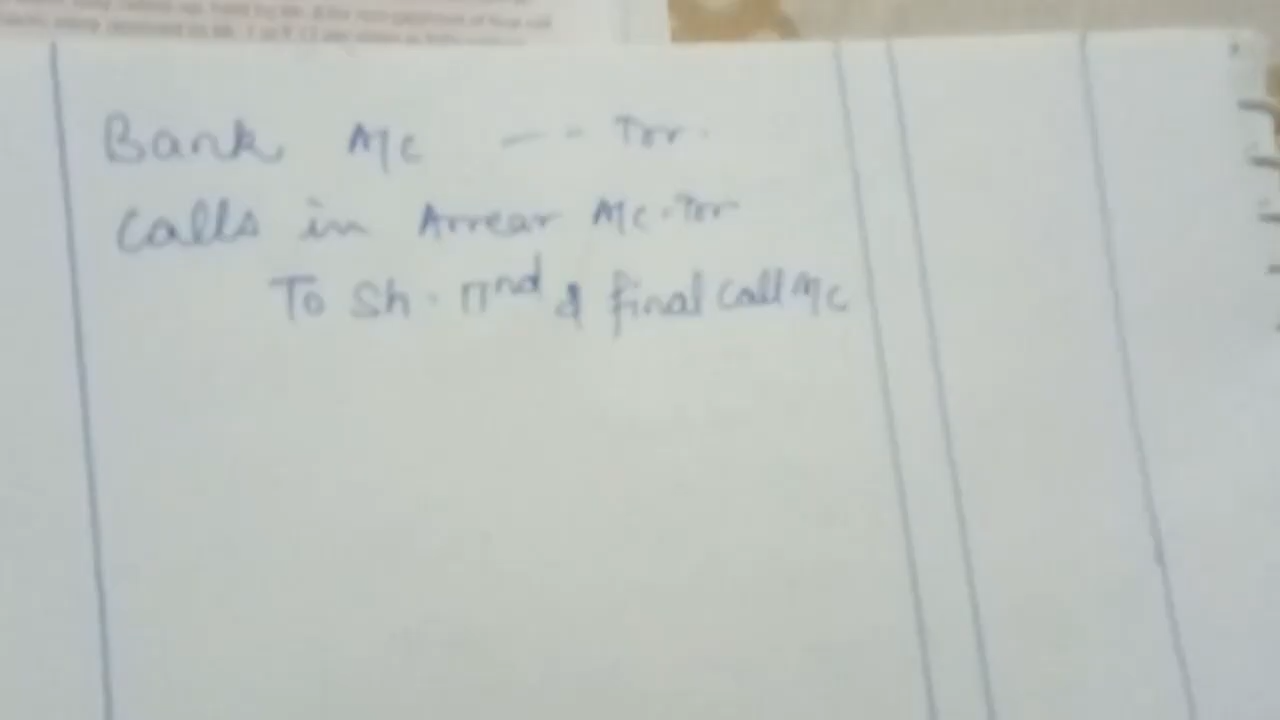 Bank A/c -- Dr.
Calls in Arrear A/c. Dr
To Sh. IInd & final call A/c